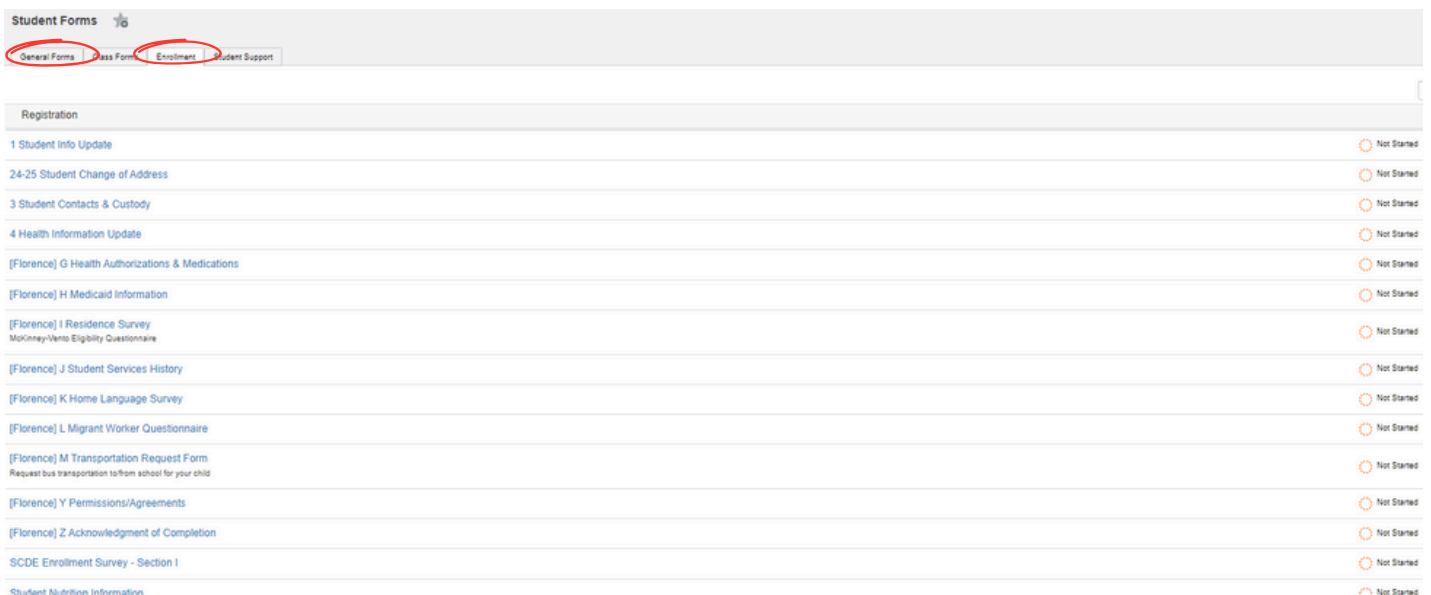 Student Forms
General Forms Class Forms Enrollment Student Support
Registration
1 Student Info Update Not Started
24-25 Student Change of Address Not Started
3 Student Contacts & Custody Not Started
4 Health Information Update Not Started
[Florence] G Health Authorizations & Medications Not Started
[Florence] H Medicaid Information Not Started
[Florence] I Residence Survey
McKinney-Vento Eligibility Questionnaire
Not Started
[Florence] J Student Services History Not Started
[Florence] K Home Language Survey Not Started
[Florence] L Migrant Worker Questionnaire Not Started
[Florence] M Transportation Request Form
Request bus transportation to/from school for your child
Not Started
[Florence] Y Permissions/Agreements Not Started
[Florence] Z Acknowledgment of Completion Not Started
SCDE Enrollment Survey - Section I Not Started
Student Nutrition Information Not Started